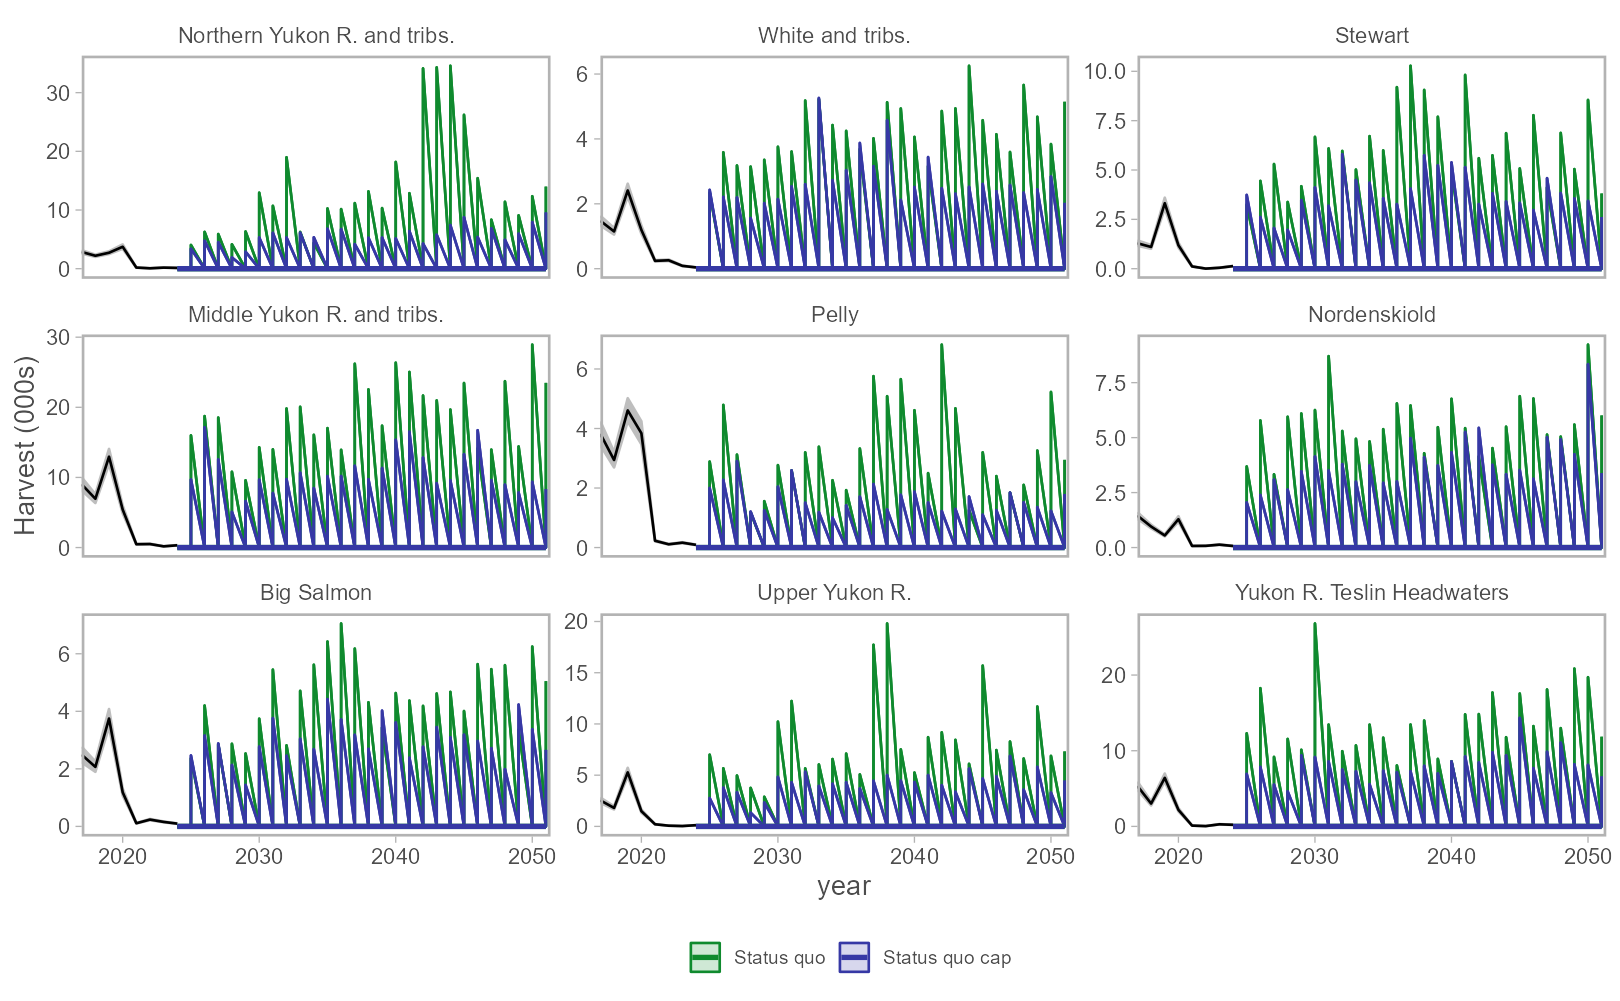 Northern Yukon R. and tribs.
White and tribs.
Stewart
30
20
10
0
6
4
2
0
10.0
7.5
5.0
2.5
0.0
Middle Yukon R. and tribs.
Pelly
Nordenskiold
30
20
10
0
6
4
2
0
7.5
5.0
2.5
0.0
Harvest (000s)
Big Salmon
Upper Yukon R.
Yukon R. Teslin Headwaters
6
4
2
0
20
15
10
5
0
20
10
0
2020 2030 2040 2050
2020 2030 2040 2050
2020 2030 2040 2050
year
Status quo
Status quo cap